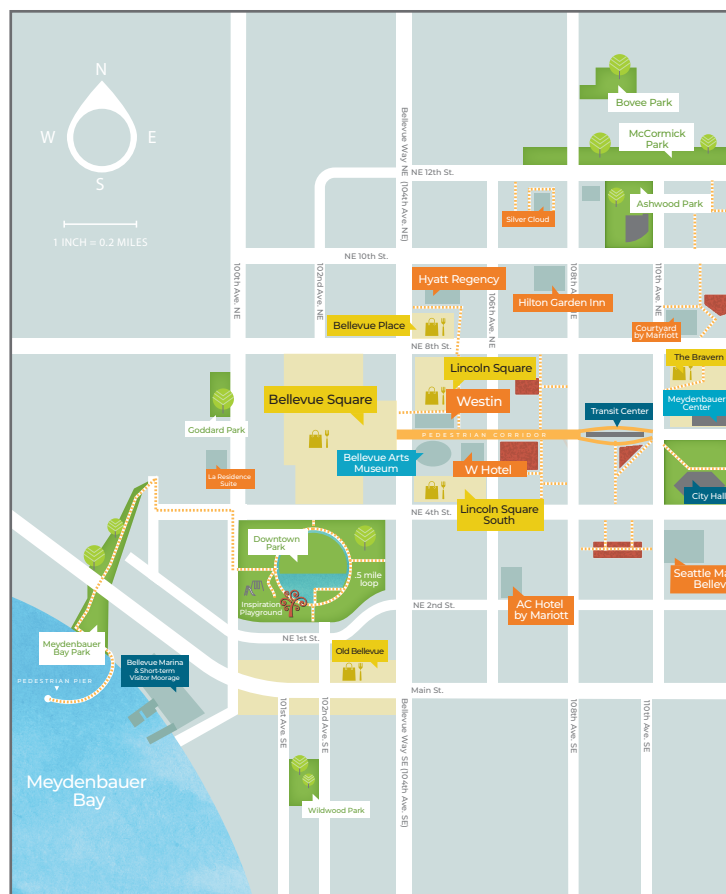 N
W
E
S
1 INCH = 0.2 MILES
Bovee Park
McCormick
Park
Bellevue Way NE (104th Ave. NE)
NE 12th St.
Ashwood Park
Silver Cloud
NE 10th St.
100th Ave. NE
102nd Ave. NE
106th Ave. NE
108th Ave. NE
110th Ave. NE
Hyatt Regency
Hilton Garden Inn
Bellevue Place
Courtyard
by Marriott
NE 8th St.
The Bravern
Lincoln Square
Bellevue Square
Westin
Meydenbauer
Center
Transit Center
Goddard Park
PEDESTRIAN CORRIDOR
Bellevue Arts
Museum
W Hotel
La Residence
Suite
City Hall
Lincoln Square
South
NE 4th St.
Downtown
Park
.5 mile
loop
Seattle Ma
Bellev
Inspiration
Playground
AC Hotel
by Mariott
NE 2nd St.
NE 1st St.
Meydenbauer
Bay Park
Old Bellevue
Bellevue Marina
& Short-term
Visitor Moorage
PEDESTRIAN PIER
Main St.
101st Ave. SE
102nd Ave. SE
Bellevue Way SE (104th Ave. SE)
108th Ave. SE
110th Ave. SE
Meydenbauer
Bay
Wildwood Park